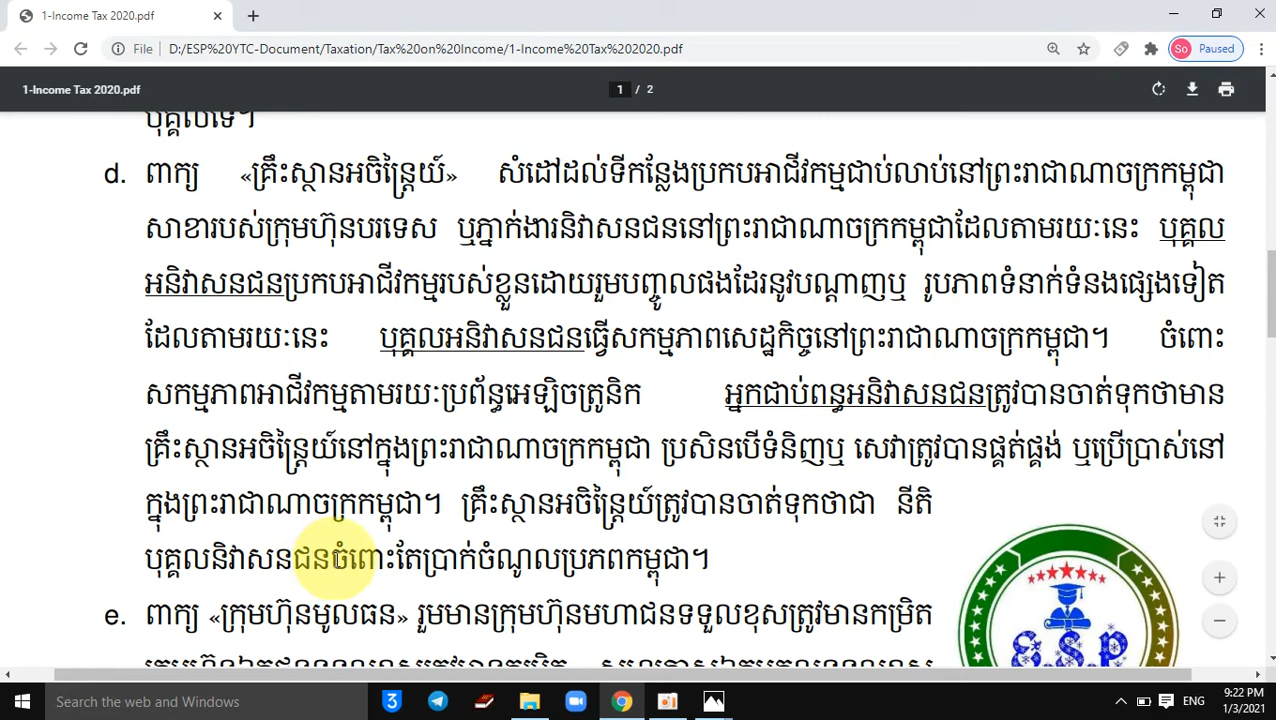 1-Income Tax 2020.pdf
File D:/ESP%20YTC-Document/Taxation/Tax%20on%20Income/1-Income%20Tax%202020.pdf
So Paused
1-Income Tax 2020.pdf
1 / 2
បុគ្គលទេ។
d. ពាក្យ «គ្រឹះស្ថានអចិន្ត្រៃយ៍» សំដៅដល់ទីកន្លែងប្រកបអាជីវកម្មជាប់លាប់នៅព្រះរាជាណាចក្រកម្ពុជា
សាខារបស់ក្រុមហ៊ុនបរទេស ឬភ្នាក់ងារនិវាសនជននៅព្រះរាជាណាចក្រកម្ពុជាដែលតាមរយៈនេះ បុគ្គល
អនិវាសនជនប្រកបអាជីវកម្មរបស់ខ្លួនដោយរួមបញ្ចូលផងដែរនូវបណ្តាញឬ រូបភាពទំនាក់ទំនងផ្សេងទៀត
ដែលតាមរយៈនេះ បុគ្គលអនិវាសនជនធ្វើសកម្មភាពសេដ្ឋកិច្ចនៅព្រះរាជាណាចក្រកម្ពុជា។ ចំពោះ
សកម្មភាពអាជីវកម្មតាមរយៈប្រព័ន្ធអេឡិចត្រូនិក អ្នកជាប់ពន្ធអនិវាសនជនត្រូវបានចាត់ទុកថាមាន
គ្រឹះស្ថានអចិន្ត្រៃយ៍នៅក្នុងព្រះរាជាណាចក្រកម្ពុជា ប្រសិនបើទំនិញឬ សេវាត្រូវបានផ្គត់ផ្គង់ ឬប្រើប្រាស់នៅ
ក្នុងព្រះរាជាណាចក្រកម្ពុជា។ គ្រឹះស្ថានអចិន្ត្រៃយ៍ត្រូវបានចាត់ទុកថាជា នីតិ
បុគ្គលនិវាសនជនចំពោះតែប្រាក់ចំណូលប្រភពកម្ពុជា។
e. ពាក្យ «ក្រុមហ៊ុនមូលធន» រួមមានក្រុមហ៊ុនមហាជនទទួលខុសត្រូវមានកម្រិត
e.s.p
Search the web and Windows
ENG
9:22 PM
1/3/2021